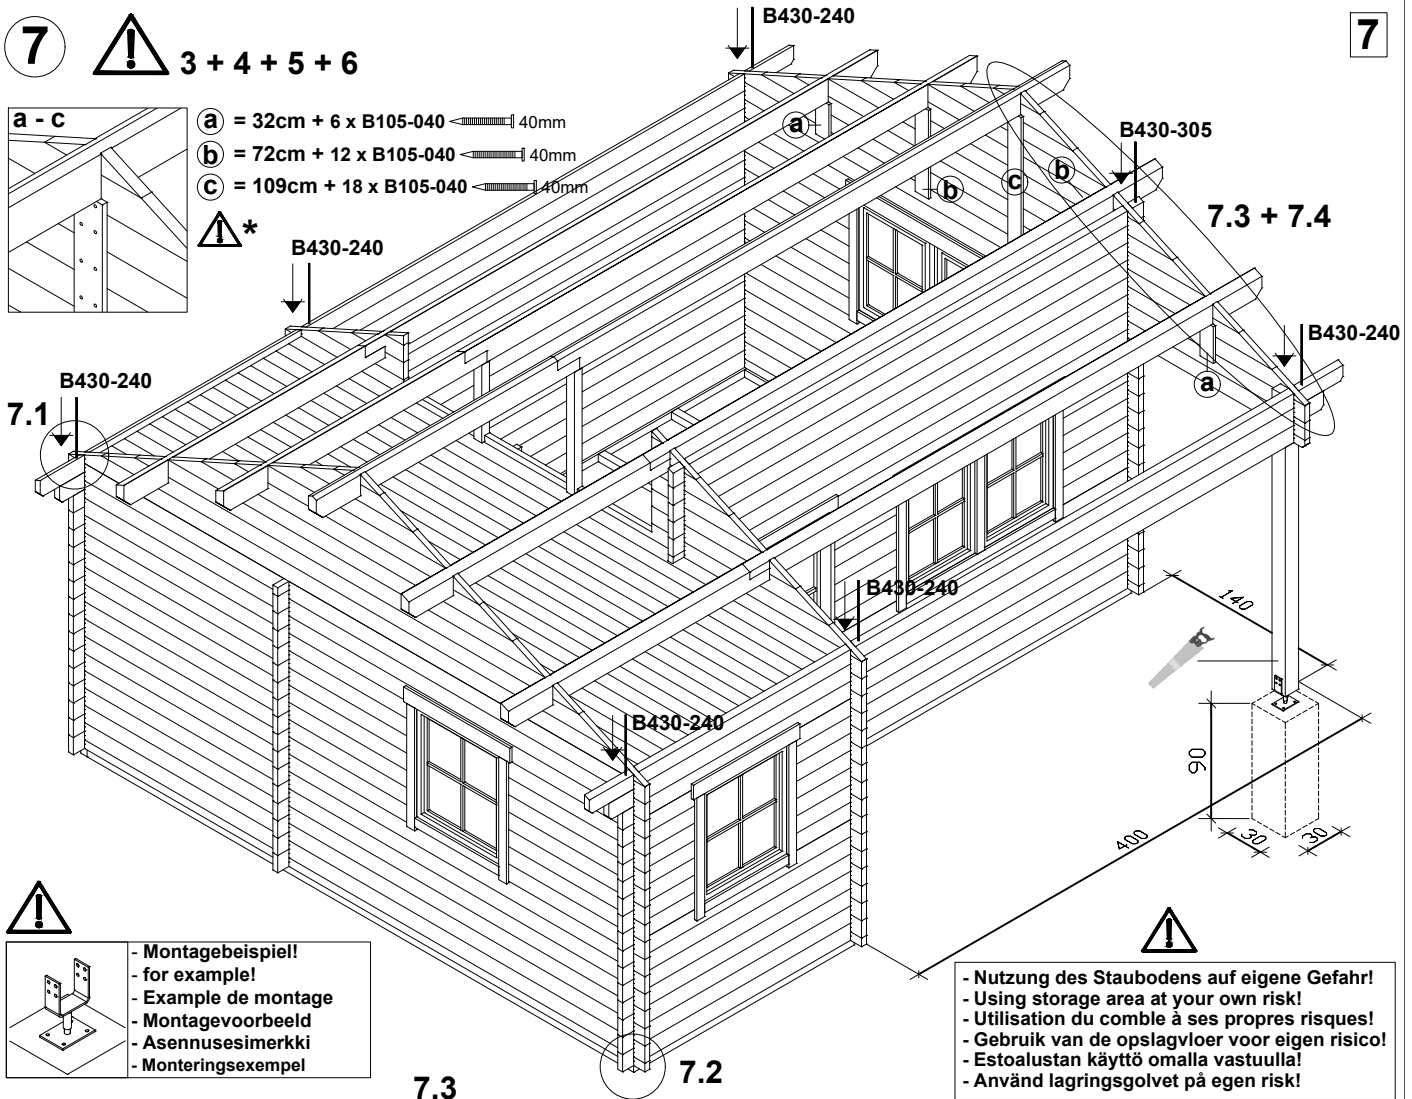 7
3 + 4 + 5 + 6
B430-240
7
a - c
a = 32cm + 6 x B105-040 40mm
b = 72cm + 12 x B105-040 40mm
c = 109cm + 18 x B105-040 40mm
*
a
b
c
b
B430-305
7.3 + 7.4
B430-240
B430-240
a
B430-240
7.1
B430-240
140
B430-240
90
30
30
400
- Montagebeispiel!
- for example!
- Example de montage
- Montagevoorbeeld
- Asennusesimerkki
- Monteringsexempel
7.3
7.2
- Nutzung des Staubodens auf eigene Gefahr!
- Using storage area at your own risk!
- Utilisation du comble à ses propres risques!
- Gebruik van de opslagvloer voor eigen risico!
- Estoalustan käyttö omalla vastuulla!
- Använd lagringsgolvet på egen risk!